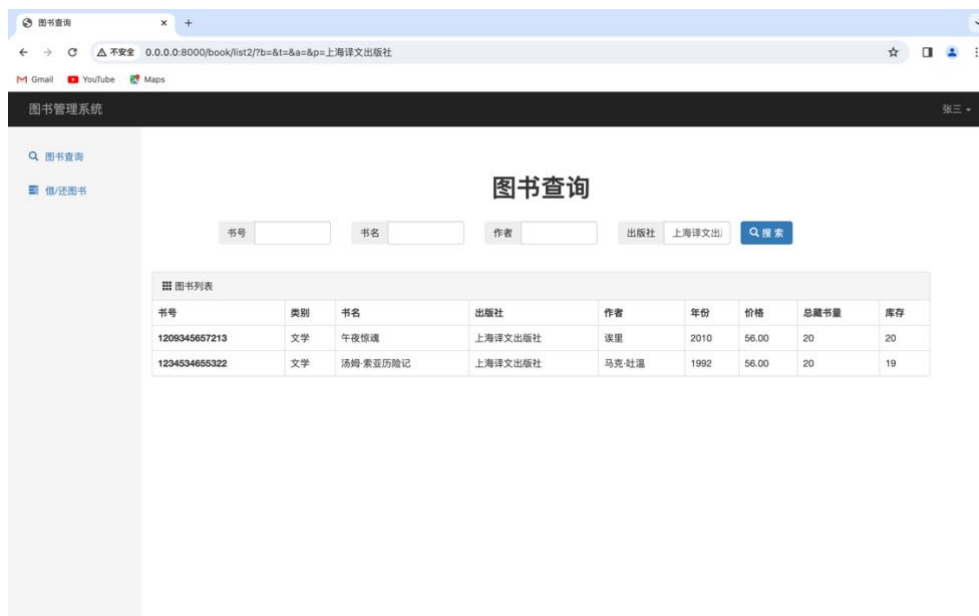 图书查询
不安全 0.0.0.0:8000/book/list2/?b=&t=&a=&p=上海译文出版社
Gmail YouTube Maps
图书管理系统 张三
图书查询
借/还图书
图书查询
书号 书名 作者 出版社 上海译文出 搜 索
图书列表
书号 类别 书名 出版社 作者 年份 价格 总藏书量 库存
1209345657213 文学 午夜惊魂 上海译文出版社 诶里 2010 56.00 20 20
1234534655322 文学 汤姆·索亚历险记 上海译文出版社 马克·吐温 1992 56.00 20 19